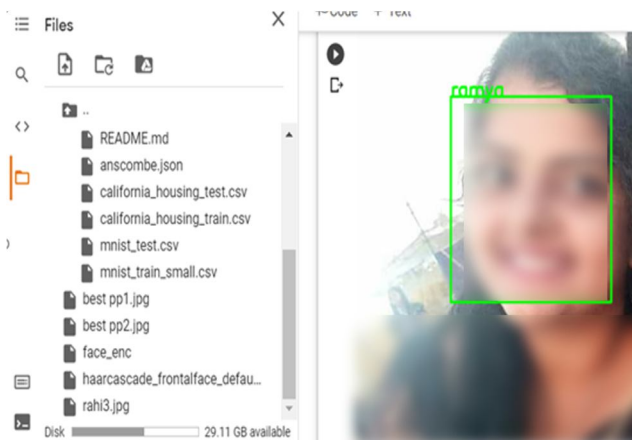 Files
+ Code + Text
..
README.md
anscombe.json
california_housing_test.csv
california_housing_train.csv
mnist_test.csv
mnist_train_small.csv
best pp1.jpg
best pp2.jpg
face_enc
haarcascade_frontalface_defau...
rahi3.jpg
Disk 29.11 GB available
ramya